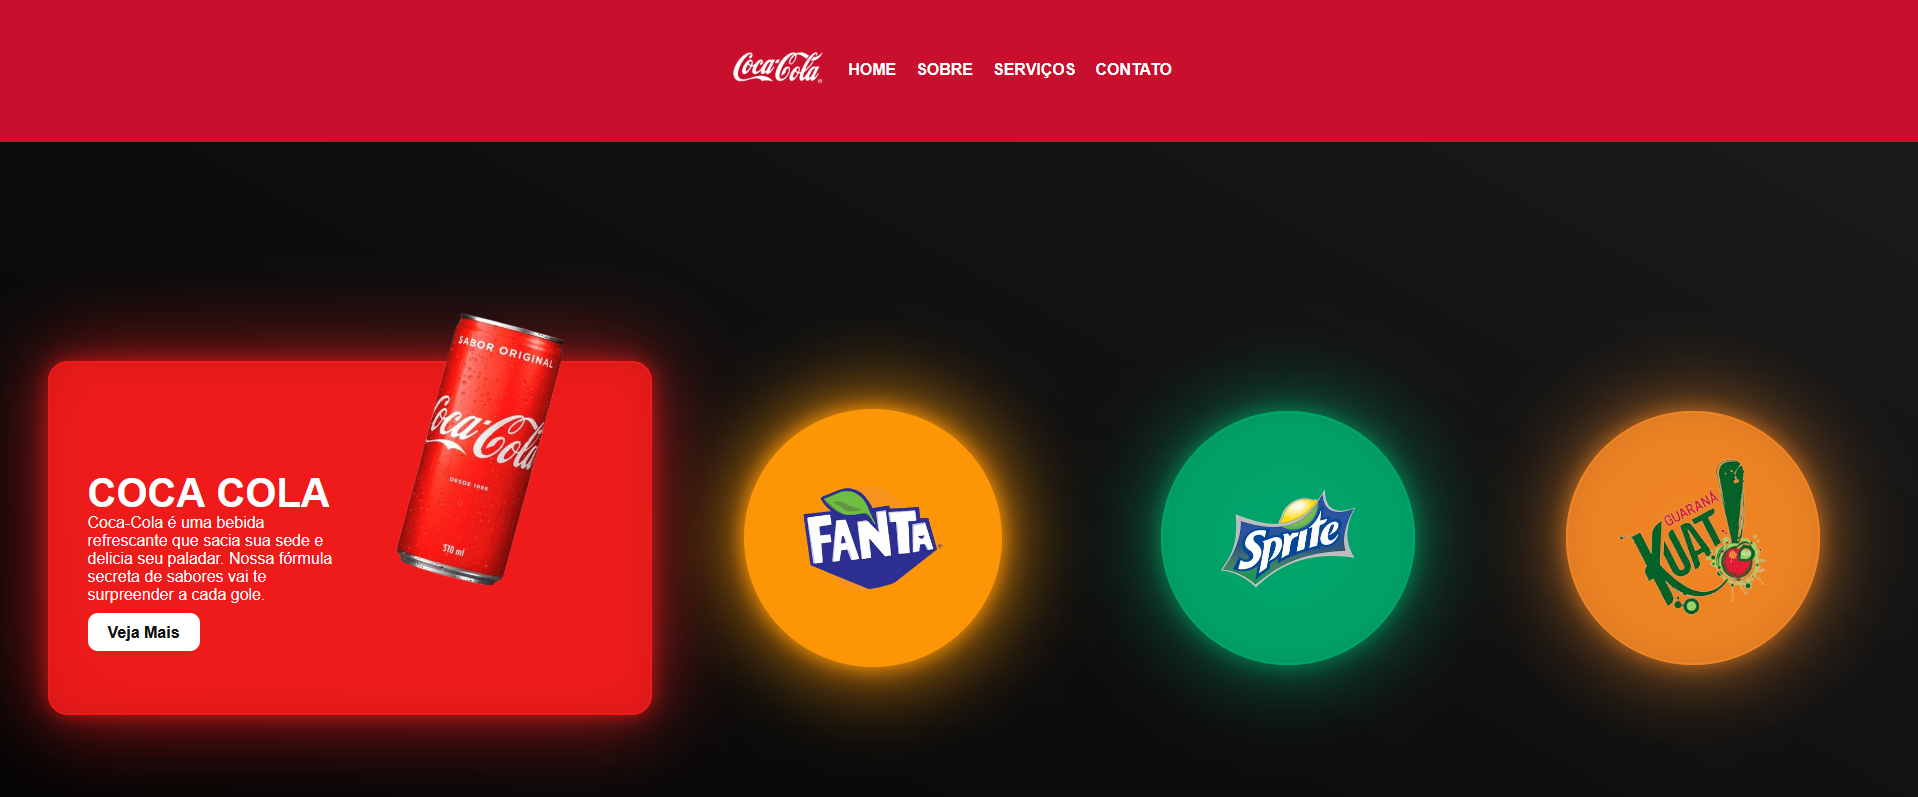 Coca-Cola HOME SOBRE SERVIÇOS CONTATO
SABOR ORIGINAL
Coca-Cola
DESDE 1886
310 ml
COCA COLA
Coca-Cola é uma bebida
refrescante que sacia sua sede e
delicia seu paladar. Nossa fórmula
secreta de sabores vai te
surpreender a cada gole.
Veja Mais
FANTA
Sprite
GUARANÁ
KUAT!